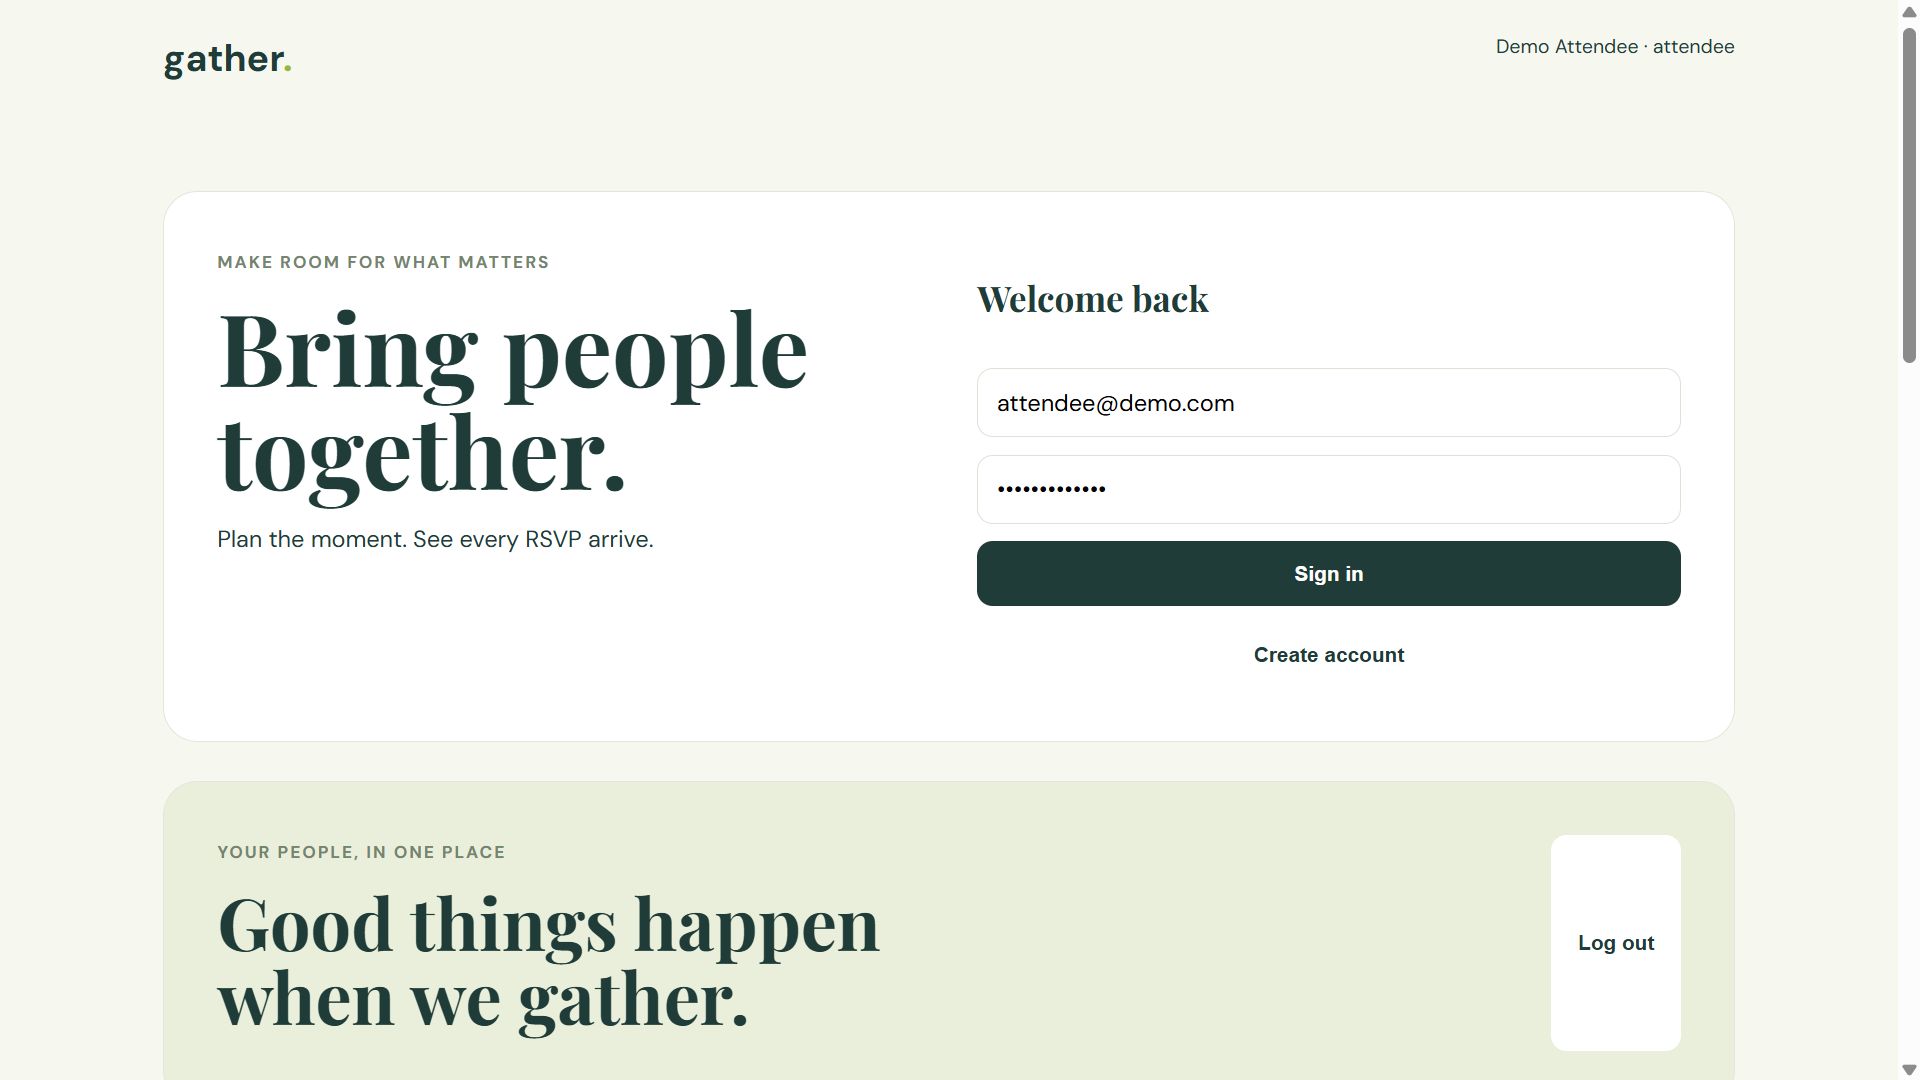 gather.
Demo Attendee · attendee
MAKE ROOM FOR WHAT MATTERS
Bring people
together.
Plan the moment. See every RSVP arrive.
Welcome back
attendee@demo.com
•••••••••••••
Sign in
Create account
YOUR PEOPLE, IN ONE PLACE
Good things happen
when we gather.
Log out